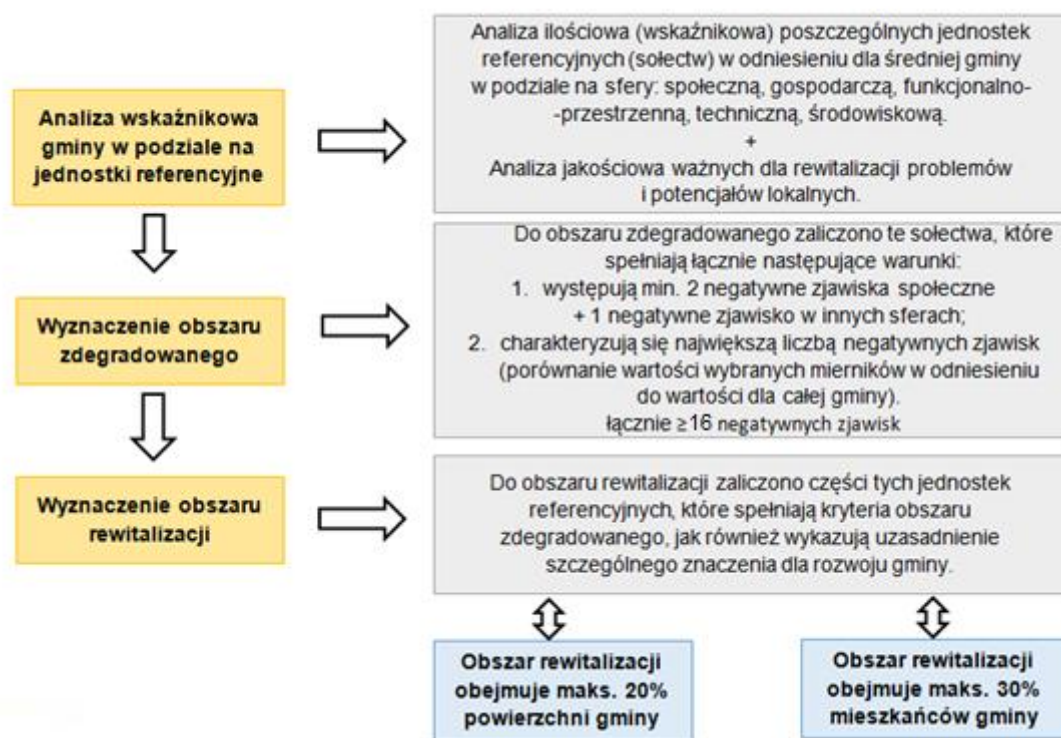 Analiza wskaźnikowa
gminy w podziale na
jednostki referencyjne
Analiza ilościowa (wskaźnikowa) poszczególnych jednostek
referencyjnych (sołectw) w odniesieniu dla średniej gminy
w podziale na sfery: społeczną, gospodarczą, funkcjonalno-
-przestrzenną, techniczną, środowiskową.
+
Analiza jakościowa ważnych dla rewitalizacji problemów
i potencjałów lokalnych.
Wyznaczenie obszaru
zdegradowanego
Do obszaru zdegradowanego zaliczono te sołectwa, które
spełniają łącznie następujące warunki:
1. występują min. 2 negatywne zjawiska społeczne
+ 1 negatywne zjawisko w innych sferach;
2. charakteryzują się największą liczbą negatywnych zjawisk
(porównanie wartości wybranych mierników w odniesieniu
do wartości dla całej gminy).
łącznie ≥16 negatywnych zjawisk
Wyznaczenie obszaru
rewitalizacji
Do obszaru rewitalizacji zaliczono części tych jednostek
referencyjnych, które spełniają kryteria obszaru
zdegradowanego, jak również wykazują uzasadnienie
szczególnego znaczenia dla rozwoju gminy.
Obszar rewitalizacji
obejmuje maks. 20%
powierzchni gminy
Obszar rewitalizacji
obejmuje maks. 30%
mieszkańców gminy